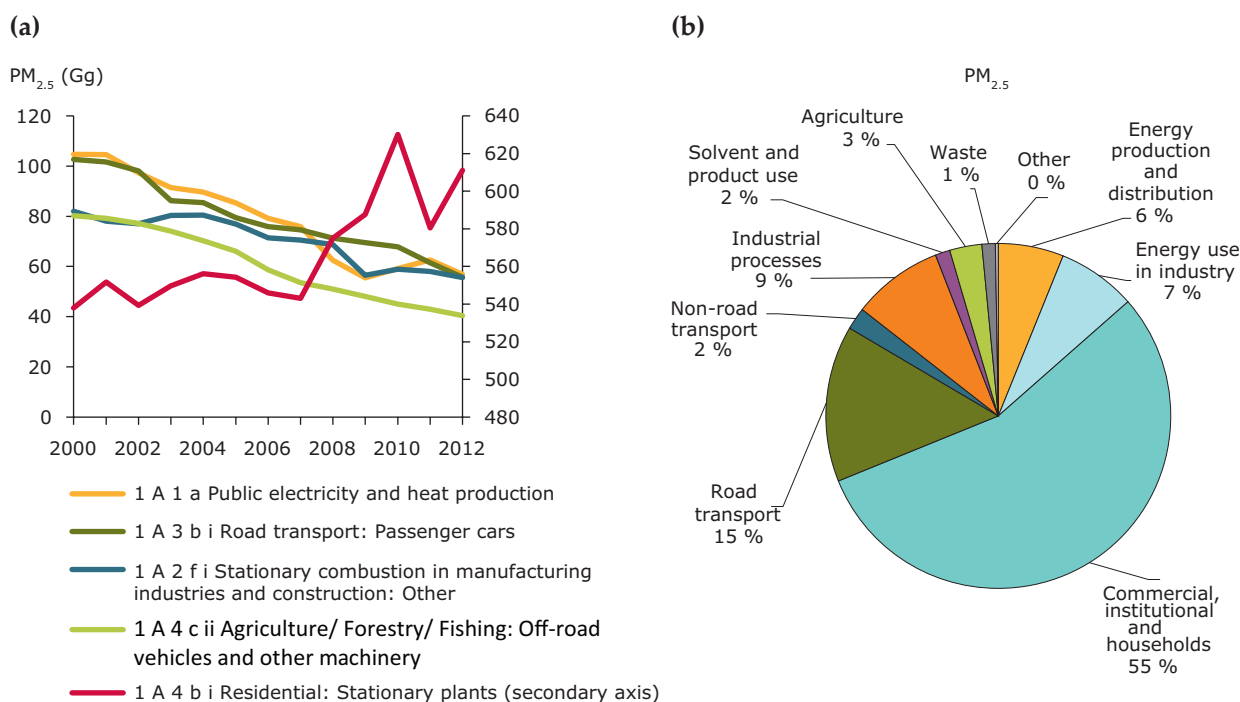 (a)
PM2.5 (Gg)
120
100
80
60
40
20
0
640
620
600
580
560
540
520
500
480
2000
2002
2004
2006
2008
2010
2012
1 A 1 a Public electricity and heat production
1 A 3 b i Road transport: Passenger cars
1 A 2 f i Stationary combustion in manufacturing
industries and construction: Other
1 A 4 c ii Agriculture/ Forestry/ Fishing: Off-road
vehicles and other machinery
1 A 4 b i Residential: Stationary plants (secondary axis)
(b)
PM2.5
Energy
production
and
distribution
6 %
Energy use
in industry
7 %
Commercial,
institutional
and
households
55 %
Road
transport
15 %
Non-road
transport
2 %
Industrial
processes
9 %
Solvent and
product use
2 %
Agriculture
3 %
Waste
1 %
Other
0 %